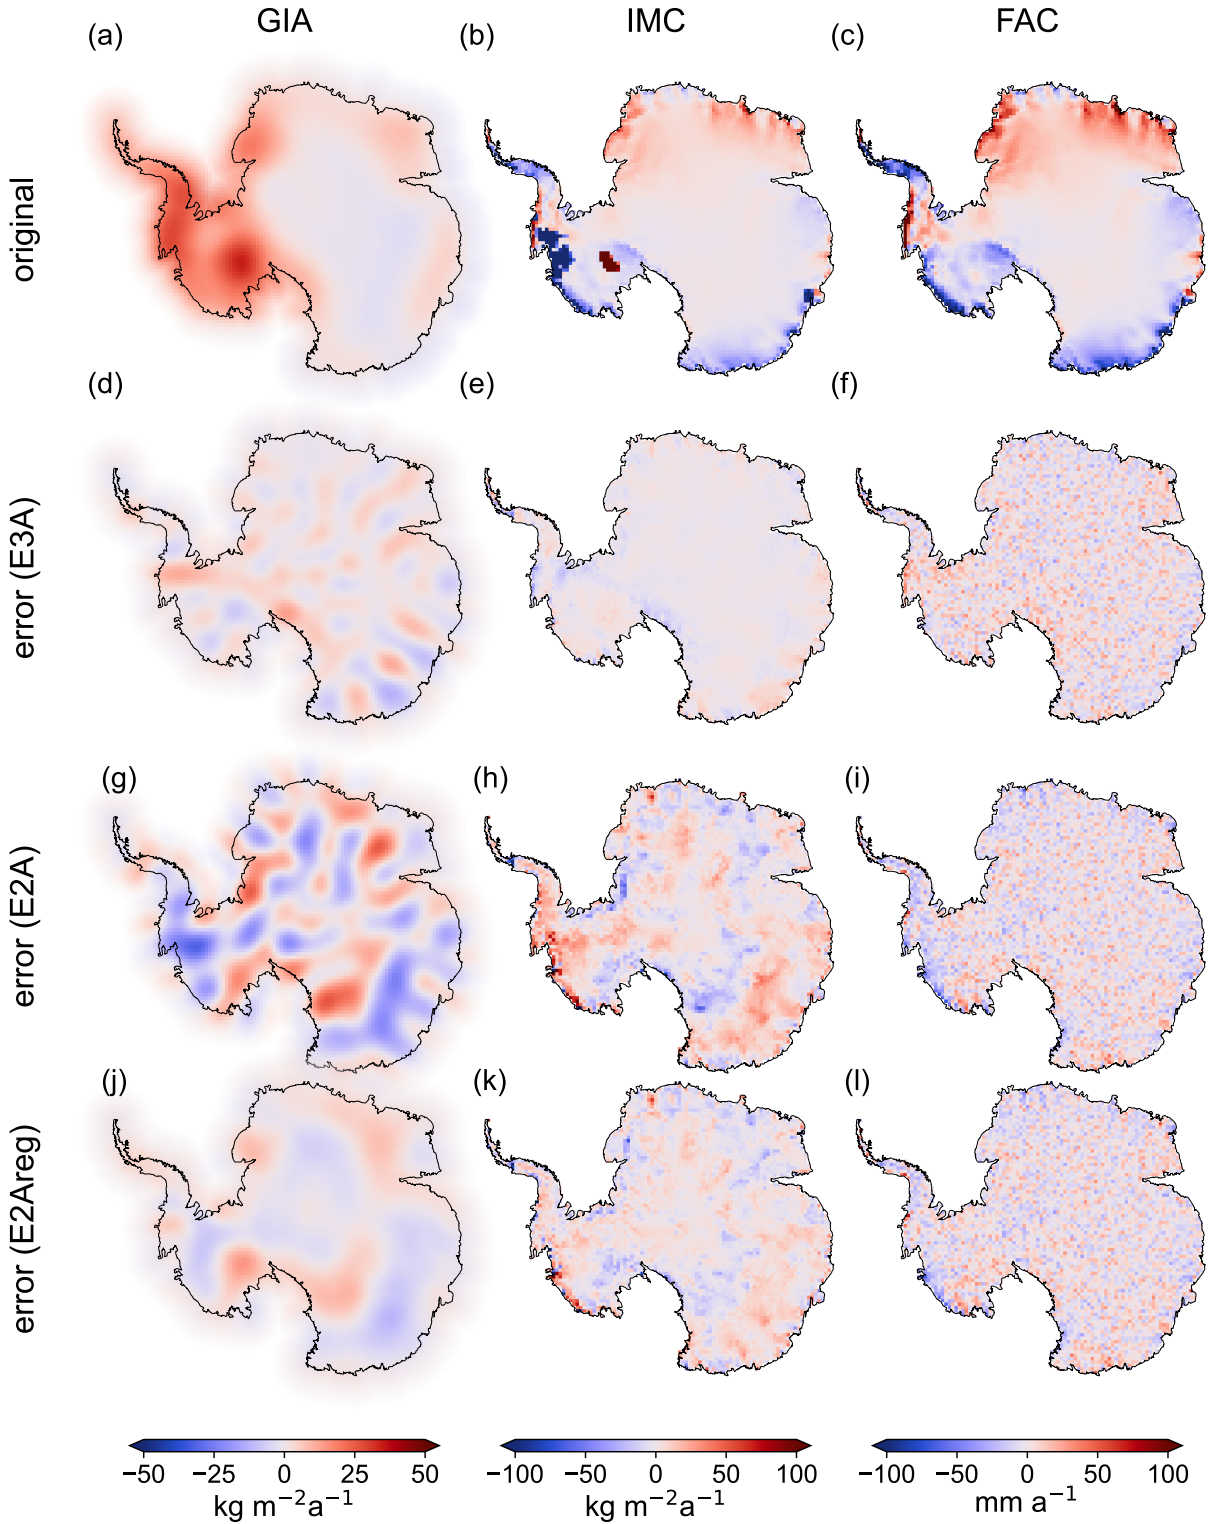 GIA IMC FAC
(a) (b) (c)
original
(d) (e) (f)
error (E3A)
(g) (h) (i)
error (E2A)
(j) (k) (l)
error (E2Areg)
−50 −25 0 25 50
kg m⁻²a⁻¹
−100 −50 0 50 100
kg m⁻²a⁻¹
−100 −50 0 50 100
mm a⁻¹